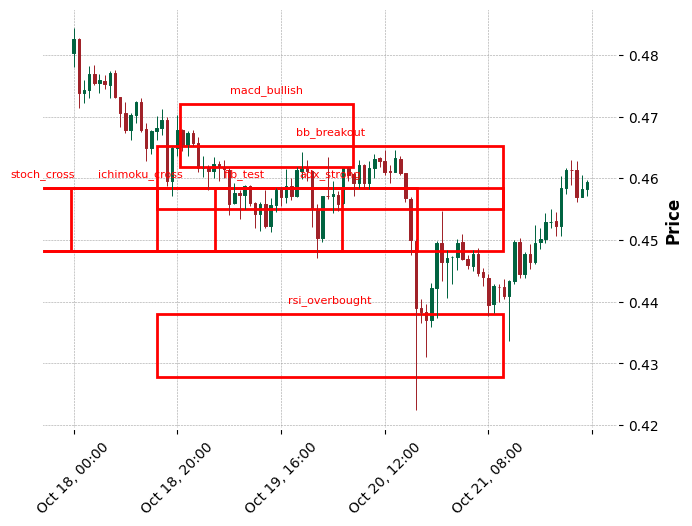 macd_bullish
bb_breakout
stoch_cross
ichimoku_cross
fib_test
adx_strong
rsi_overbought
0.48
0.47
0.46
0.45
0.44
0.43
0.42
Price
Oct 18, 00:00
Oct 18, 20:00
Oct 19, 16:00
Oct 20, 12:00
Oct 21, 08:00